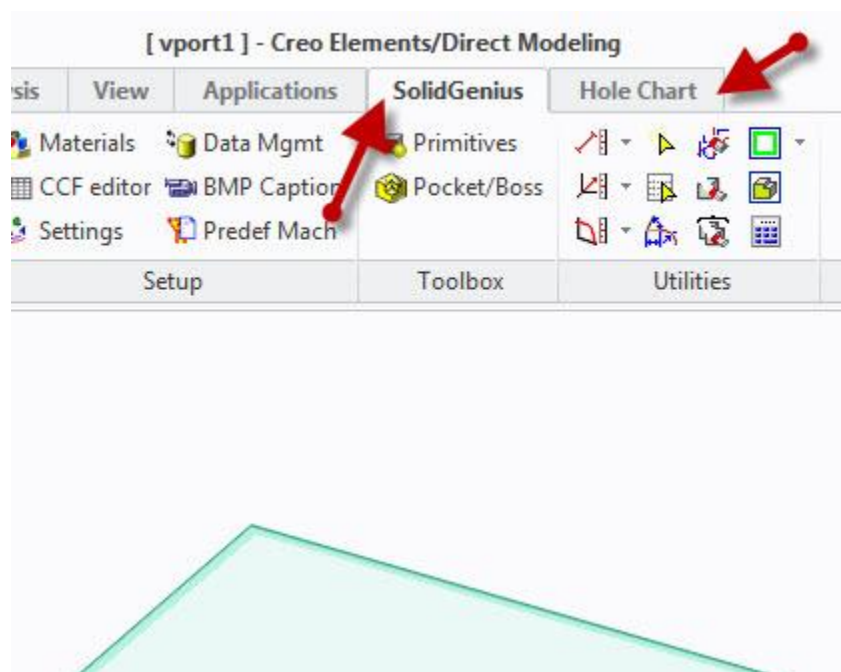 [ vport1 ] - Creo Elements/Direct Modeling
sis View Applications SolidGenius Hole Chart
Materials Data Mgmt Primitives
CCF editor BMP Caption Pocket/Boss
Settings Predef Mach
Setup Toolbox Utilities